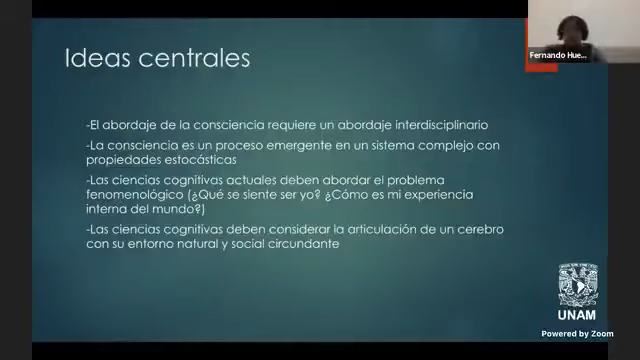 Ideas centrales
Fernando Hue...
-El abordaje de la consciencia requiere un abordaje interdisciplinario
-La consciencia es un proceso emergente en un sistema complejo con
propiedades estocásticas
-Las ciencias cognitivas actuales deben abordar el problema
fenomenológico (¿Qué se siente ser yo? ¿Cómo es mi experiencia
interna del mundo?)
-Las ciencias cognitivas deben considerar la articulación de un cerebro
con su entorno natural y social circundante
UNAM
Powered by Zoom